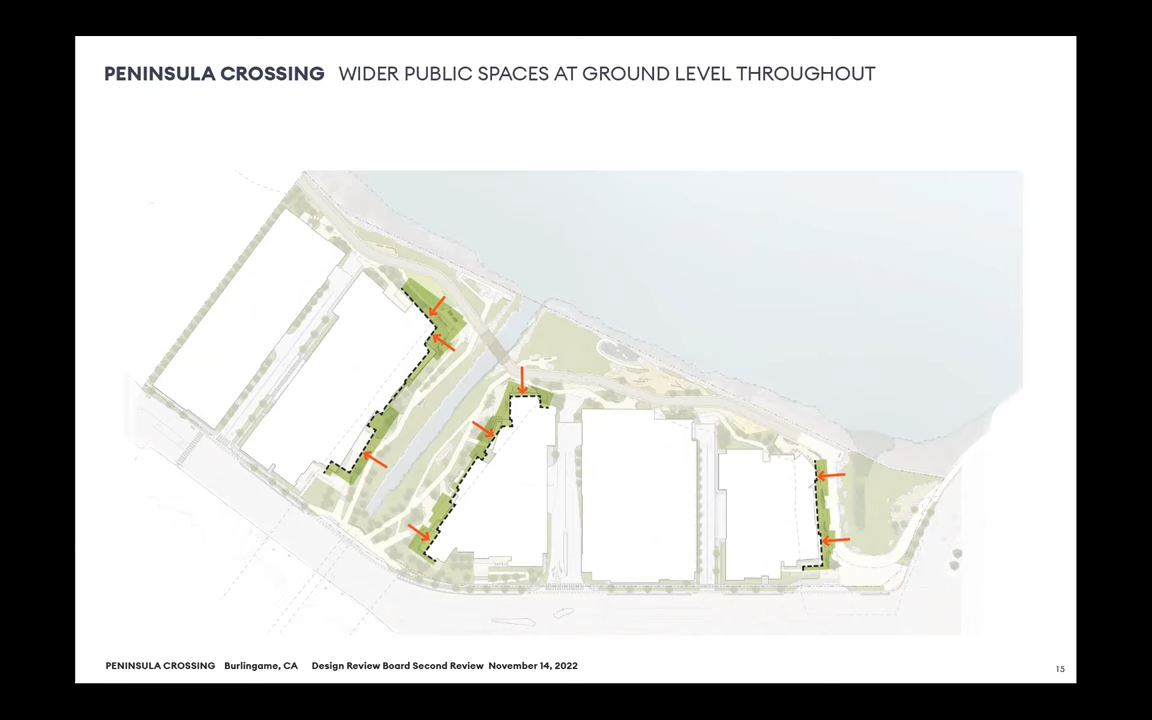 PENINSULA CROSSING WIDER PUBLIC SPACES AT GROUND LEVEL THROUGHOUT
PENINSULA CROSSING Burlingame, CA Design Review Board Second Review November 14, 2022
15